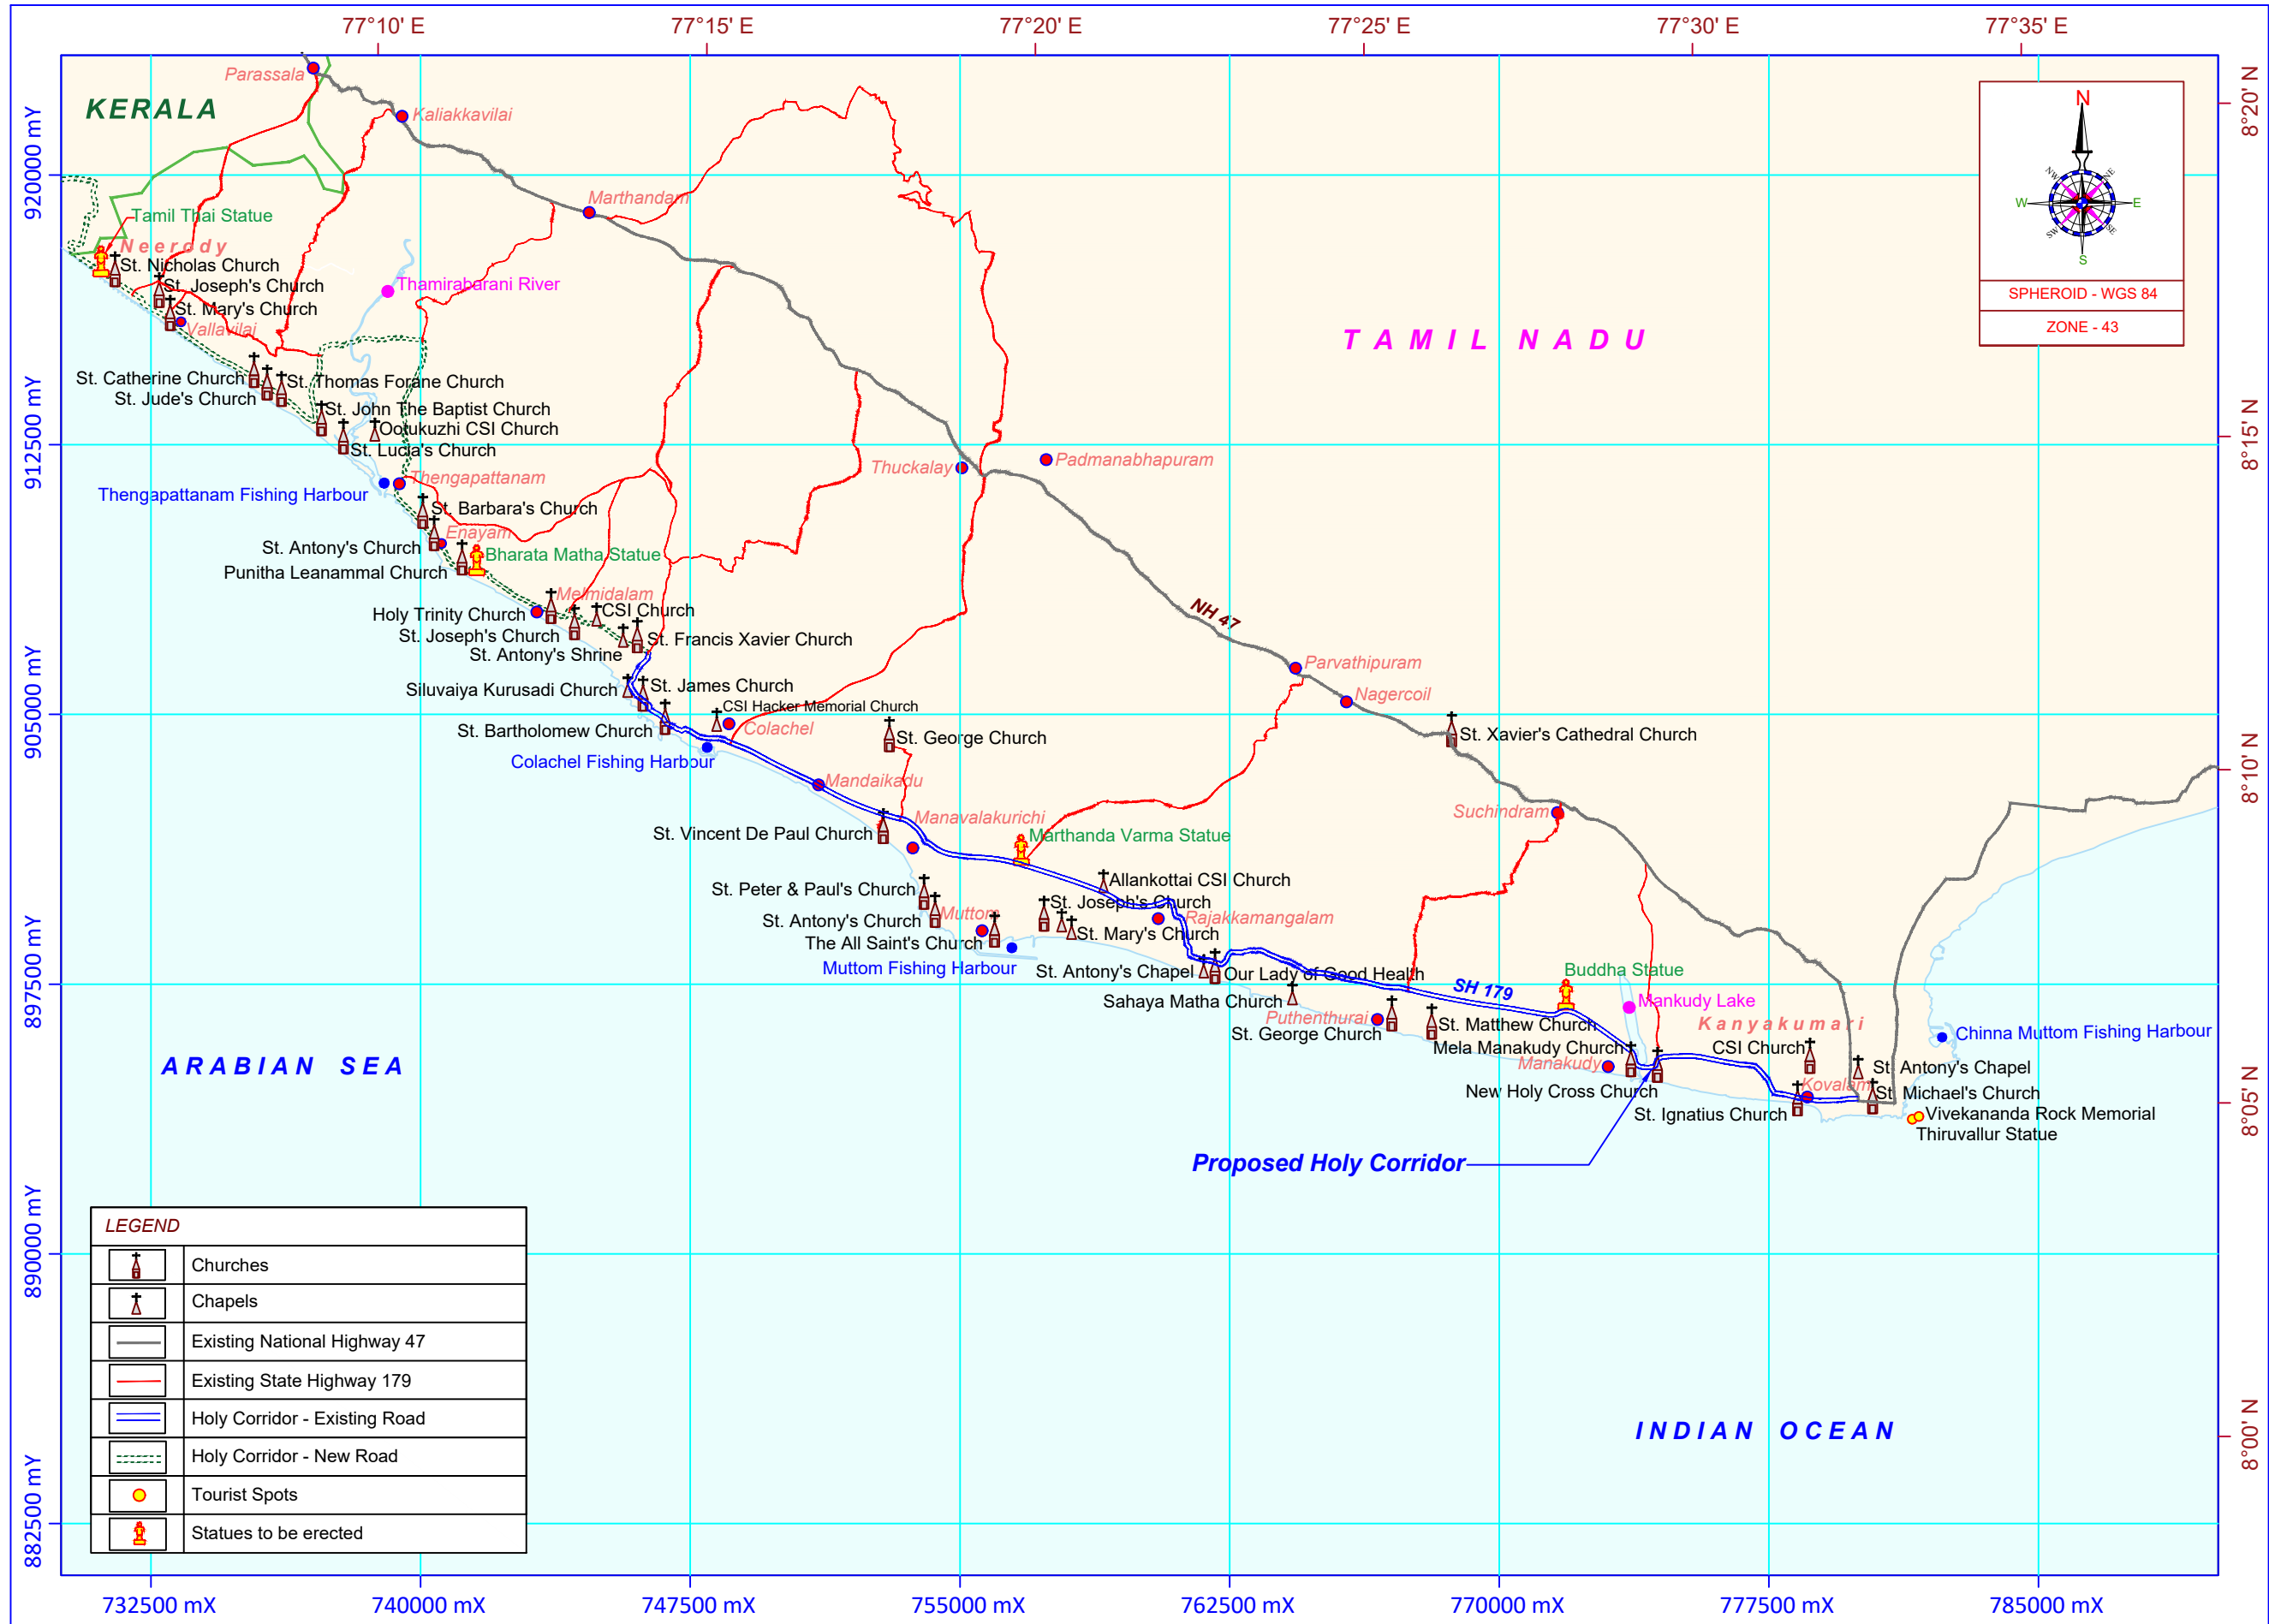 77°10' E
77°15' E
77°20' E
77°25' E
77°30' E
77°35' E
Parassala
KERALA
Kaliakkavilai
N
NW
NE
W
E
SW
SE
S
SPHEROID - WGS 84
ZONE - 43
8°20' N
8°15' N
8°10' N
8°05' N
8°00' N
920000 mY
912500 mY
905000 mY
897500 mY
889000 mY
882500 mY
Marthandam
Tamil Thai Statue
Neerody
St. Nicholas Church
St. Joseph's Church
St. Mary's Church
Vallavilai
Thamirabarani River
TAMIL NADU
St. Catherine Church
St. Thomas Forane Church
St. Jude's Church
St. John The Baptist Church
Ootukuzhi CSI Church
St. Lucia's Church
Thuckalay
Padmanabhapuram
Thengapattanam
Thengapattanam Fishing Harbour
St. Barbara's Church
Enayam
St. Antony's Church
Bharata Matha Statue
Punitha Leanammal Church
Melmidalam
Holy Trinity Church
CSI Church
St. Joseph's Church
St. Francis Xavier Church
St. Antony's Shrine
NH 47
Parvathipuram
Nagercoil
Siluvaiya Kurusadi Church
St. James Church
CSI Hacker Memorial Church
St. Bartholomew Church
Colachel
St. George Church
St. Xavier's Cathedral Church
Colachel Fishing Harbour
Mandaikadu
Manavalakurichi
Suchindram
St. Vincent De Paul Church
Marthanda Varma Statue
St. Peter & Paul's Church
Allankottai CSI Church
St. Joseph's Church
Muttom
Rajakkamangalam
St. Antony's Church
St. Mary's Church
The All Saint's Church
Muttom Fishing Harbour
St. Antony's Chapel
Our Lady of Good Health
Buddha Statue
SH 179
Sahaya Matha Church
Mankudy Lake
Puthenthurai
St. George Church
St. Matthew Church
Kanyakumari
Chinna Muttom Fishing Harbour
Mela Manakudy Church
CSI Church
Manakudy
St. Antony's Chapel
New Holy Cross Church
Kovalam
St. Michael's Church
St. Ignatius Church
Vivekananda Rock Memorial
Thiruvallur Statue
ARABIAN SEA
Proposed Holy Corridor
INDIAN OCEAN
LEGEND
Churches
Chapels
Existing National Highway 47
Existing State Highway 179
Holy Corridor - Existing Road
Holy Corridor - New Road
Tourist Spots
Statues to be erected
732500 mX
740000 mX
747500 mX
755000 mX
762500 mX
770000 mX
777500 mX
785000 mX